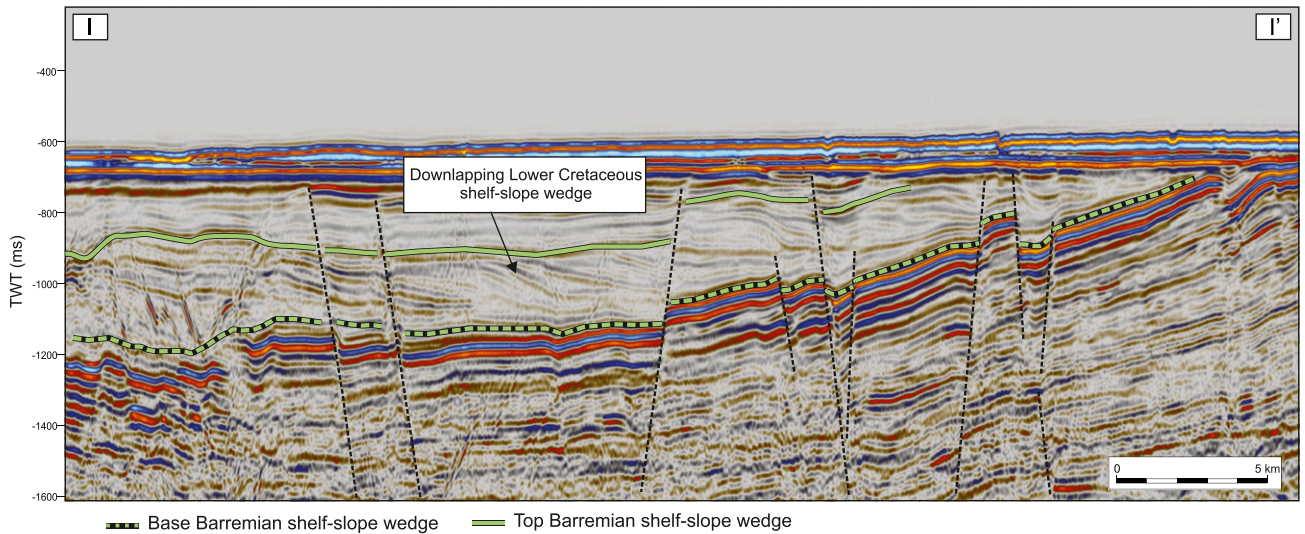 I
I'
-400
-600
-800
-1000
-1200
-1400
-1600
TWT (ms)
Downlapping Lower Cretaceous
shelf-slope wedge
0
5 km
Base Barremian shelf-slope wedge
Top Barremian shelf-slope wedge